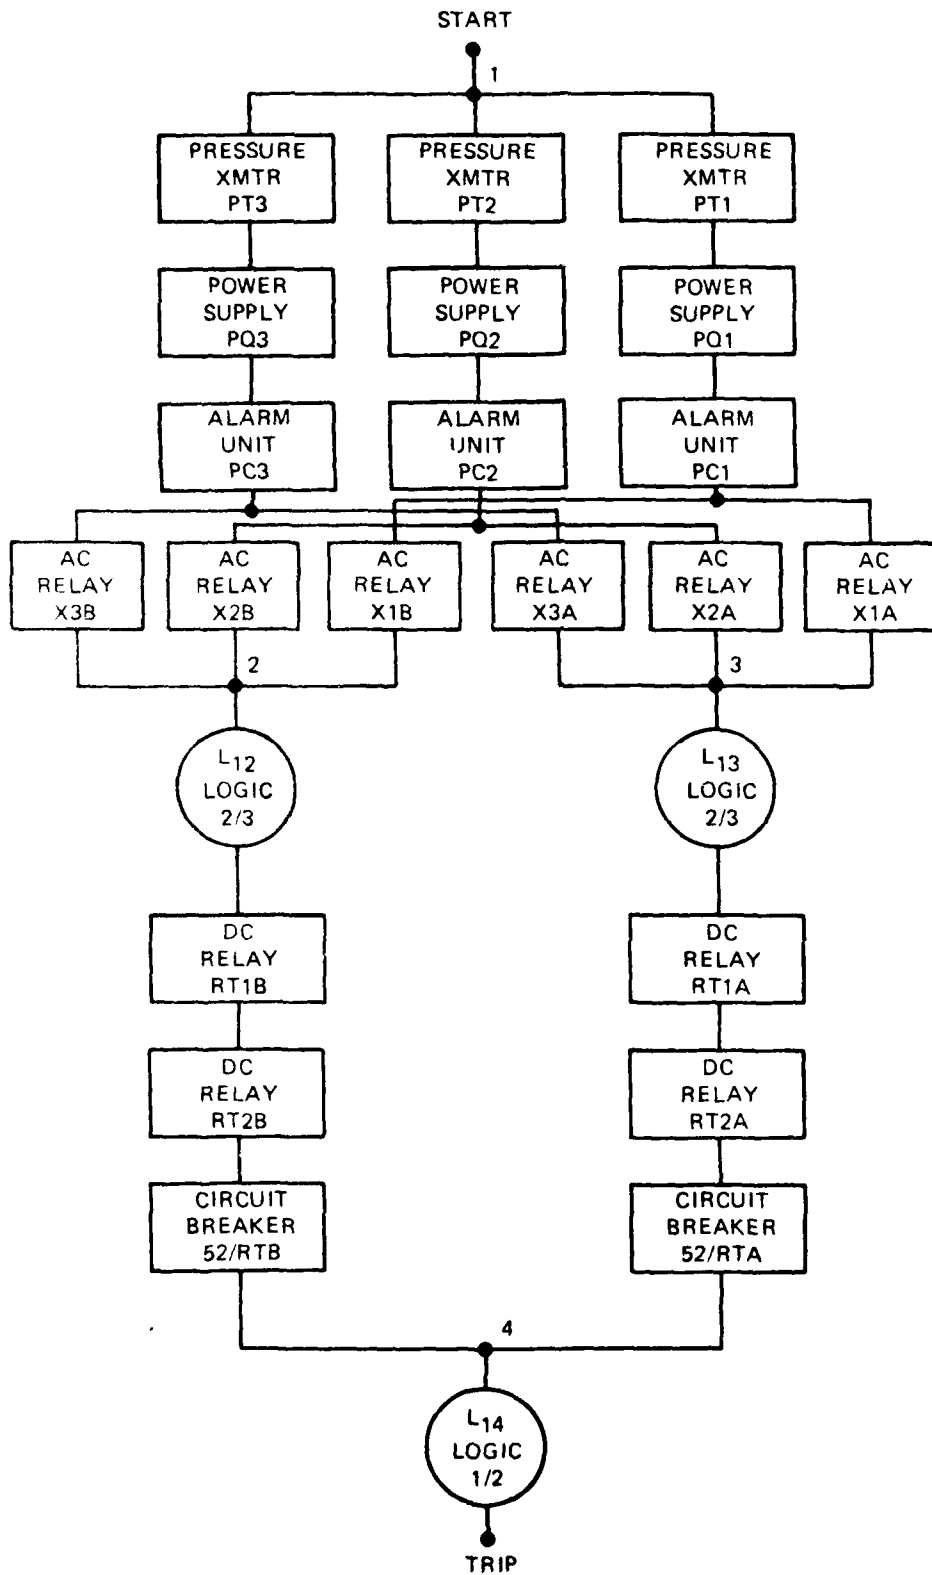 START
1
PRESSURE
XMTR
PT3
PRESSURE
XMTR
PT2
PRESSURE
XMTR
PT1
POWER
SUPPLY
PQ3
POWER
SUPPLY
PQ2
POWER
SUPPLY
PQ1
ALARM
UNIT
PC3
ALARM
UNIT
PC2
ALARM
UNIT
PC1
AC
RELAY
X3B
AC
RELAY
X2B
AC
RELAY
X1B
AC
RELAY
X3A
AC
RELAY
X2A
AC
RELAY
X1A
2
3
L12
LOGIC
2/3
L13
LOGIC
2/3
DC
RELAY
RT1B
DC
RELAY
RT1A
DC
RELAY
RT2B
DC
RELAY
RT2A
CIRCUIT
BREAKER
52/RTB
CIRCUIT
BREAKER
52/RTA
4
L14
LOGIC
1/2
TRIP